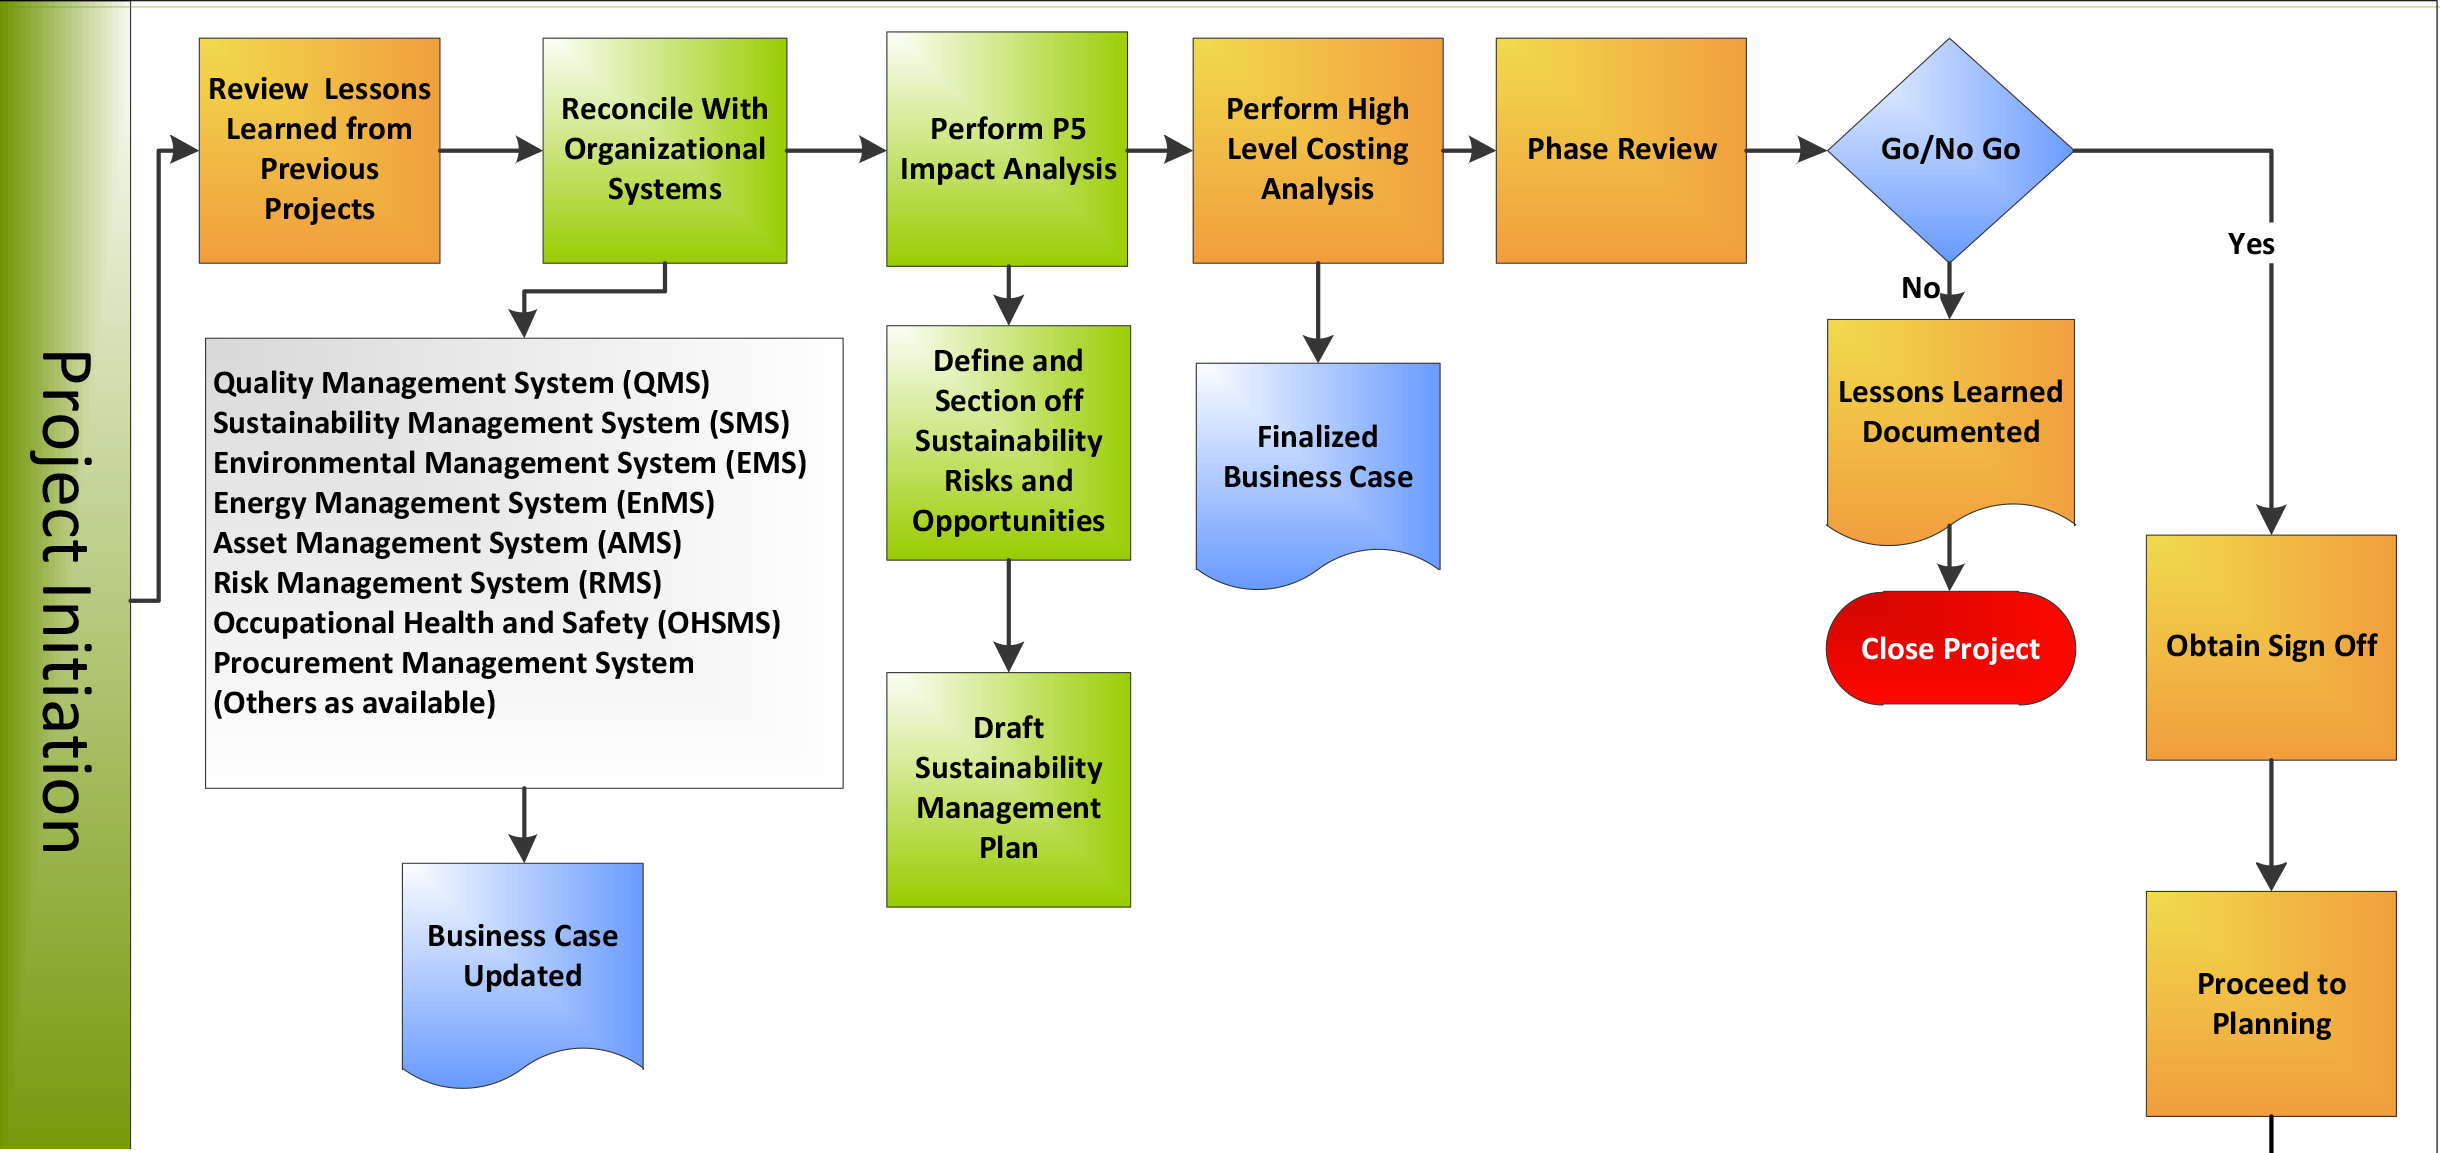 Project Initiation
Review Lessons
Learned from
Previous
Projects
Reconcile With
Organizational
Systems
Perform P5
Impact Analysis
Perform High
Level Costing
Analysis
Phase Review
Go/No Go
Yes
No
Quality Management System (QMS)
Sustainability Management System (SMS)
Environmental Management System (EMS)
Energy Management System (EnMS)
Asset Management System (AMS)
Risk Management System (RMS)
Occupational Health and Safety (OHSMS)
Procurement Management System
(Others as available)
Define and
Section off
Sustainability
Risks and
Opportunities
Finalized
Business Case
Lessons Learned
Documented
Close Project
Obtain Sign Off
Draft
Sustainability
Management
Plan
Business Case
Updated
Proceed to
Planning